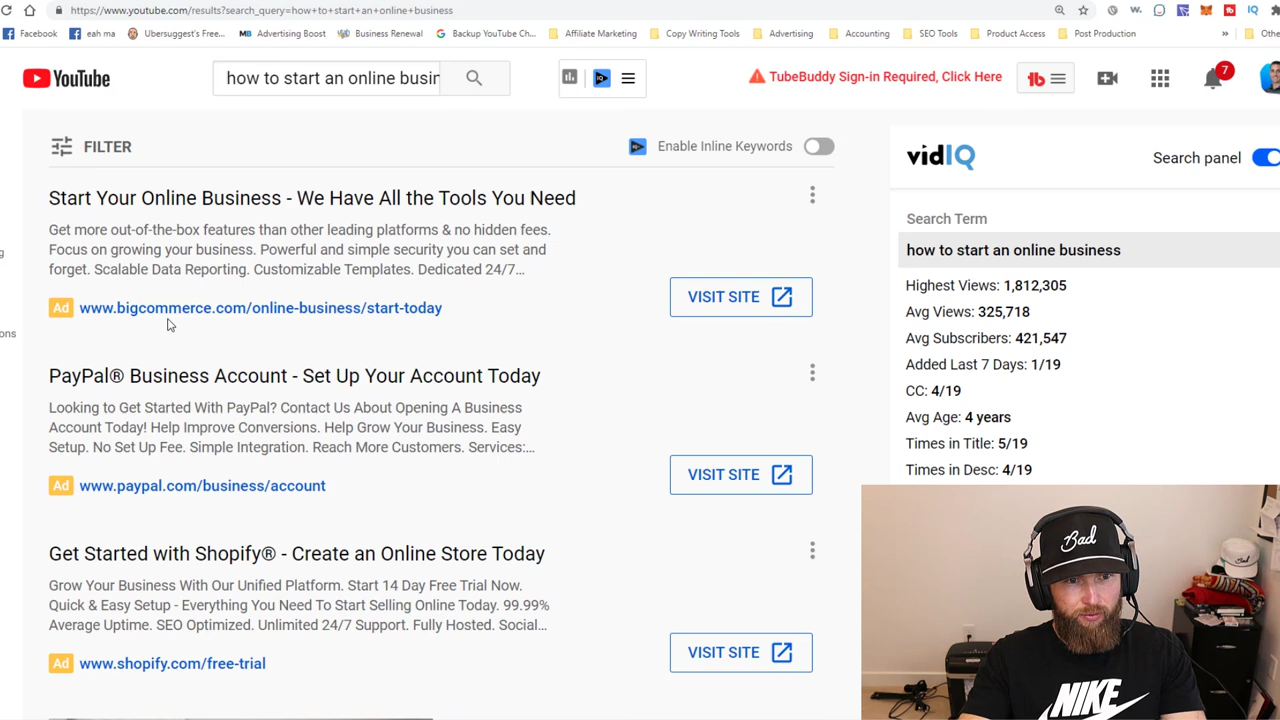 https://www.youtube.com/results?search_query=how+to+start+an+online+business
Facebook
eah ma
Ubersuggest's Free...
Advertising Boost
Business Renewal
Backup YouTube Ch...
Affiliate Marketing
Copy Writing Tools
Advertising
Accounting
SEO Tools
Product Access
Post Production
»
YouTube
how to start an online busin
TubeBuddy Sign-in Required, Click Here
tb
7
FILTER
Enable Inline Keywords
vidIQ
Search panel
Start Your Online Business - We Have All the Tools You Need
Get more out-of-the-box features than other leading platforms & no hidden fees.
Focus on growing your business. Powerful and simple security you can set and
forget. Scalable Data Reporting. Customizable Templates. Dedicated 24/7...
Ad www.bigcommerce.com/online-business/start-today
VISIT SITE
PayPal® Business Account - Set Up Your Account Today
Looking to Get Started With PayPal? Contact Us About Opening A Business
Account Today! Help Improve Conversions. Help Grow Your Business. Easy
Setup. No Set Up Fee. Simple Integration. Reach More Customers. Services:...
Ad www.paypal.com/business/account
VISIT SITE
Get Started with Shopify® - Create an Online Store Today
Grow Your Business With Our Unified Platform. Start 14 Day Free Trial Now.
Quick & Easy Setup - Everything You Need To Start Selling Online Today. 99.99%
Average Uptime. SEO Optimized. Unlimited 24/7 Support. Fully Hosted. Social...
Ad www.shopify.com/free-trial
VISIT SITE
Search Term
how to start an online business
Highest Views: 1,812,305
Avg Views: 325,718
Avg Subscribers: 421,547
Added Last 7 Days: 1/19
CC: 4/19
Avg Age: 4 years
Times in Title: 5/19
Times in Desc: 4/19
Bad
NIKE